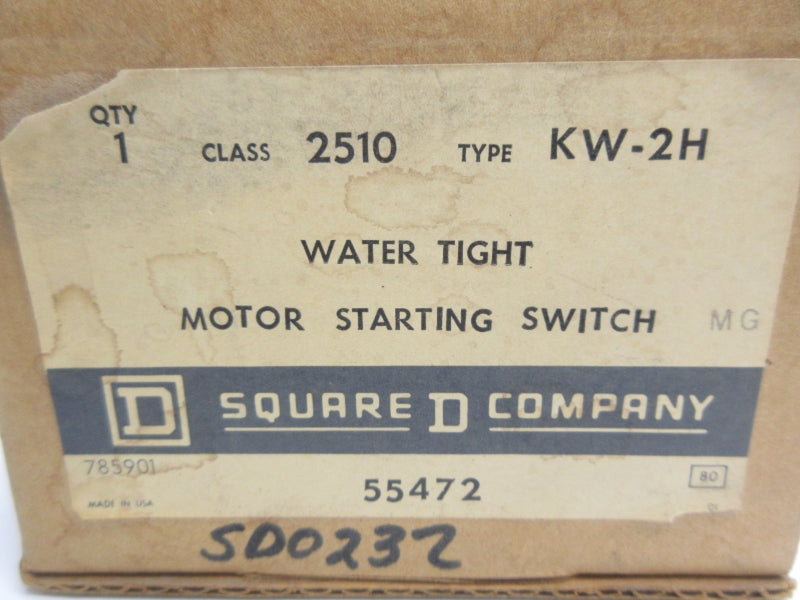 QTY
1 CLASS 2510 TYPE KW-2H
WATER TIGHT
MOTOR STARTING SWITCH MG
D SQUARE D COMPANY
785901
55472
80
MADE IN USA
SD0237